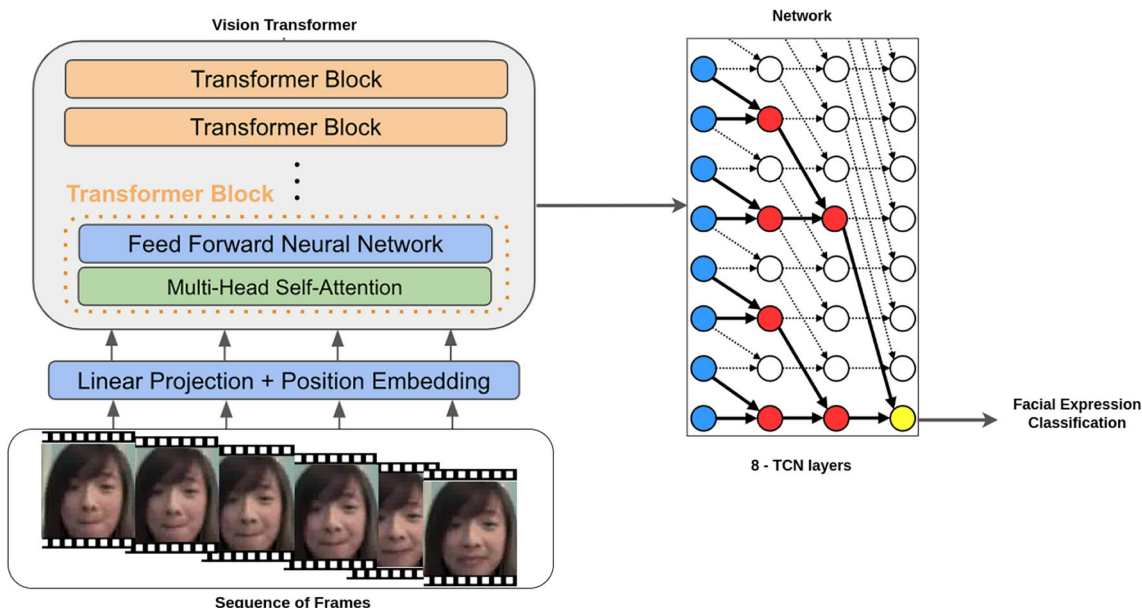 Vision Transformer
Transformer Block
Transformer Block
Transformer Block
Feed Forward Neural Network
Multi-Head Self-Attention
Linear Projection + Position Embedding
Sequence of Frames
Network
8 - TCN layers
Facial Expression
Classification